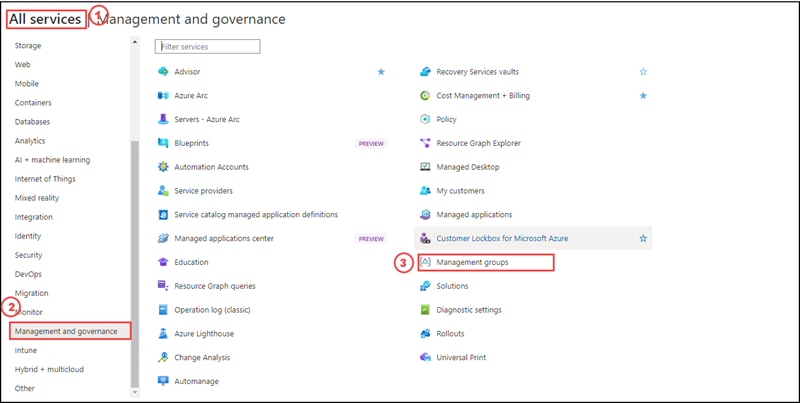 All services | Management and governance
1
Storage
Web
Mobile
Containers
Databases
Analytics
AI + machine learning
Internet of Things
Mixed reality
Integration
Identity
Security
DevOps
Migration
2
Monitor
Management and governance
Intune
Hybrid + multicloud
Other
Filter services
Advisor
Azure Arc
Servers - Azure Arc
Blueprints PREVIEW
Automation Accounts
Service providers
Service catalog managed application definitions
Managed applications center PREVIEW
Education
Resource Graph queries
Operation log (classic)
Azure Lighthouse
Change Analysis
Automanage
Recovery Services vaults
Cost Management + Billing
Policy
Resource Graph Explorer
Managed Desktop
My customers
Managed applications
Customer Lockbox for Microsoft Azure
3 Management groups
Solutions
Diagnostic settings
Rollouts
Universal Print